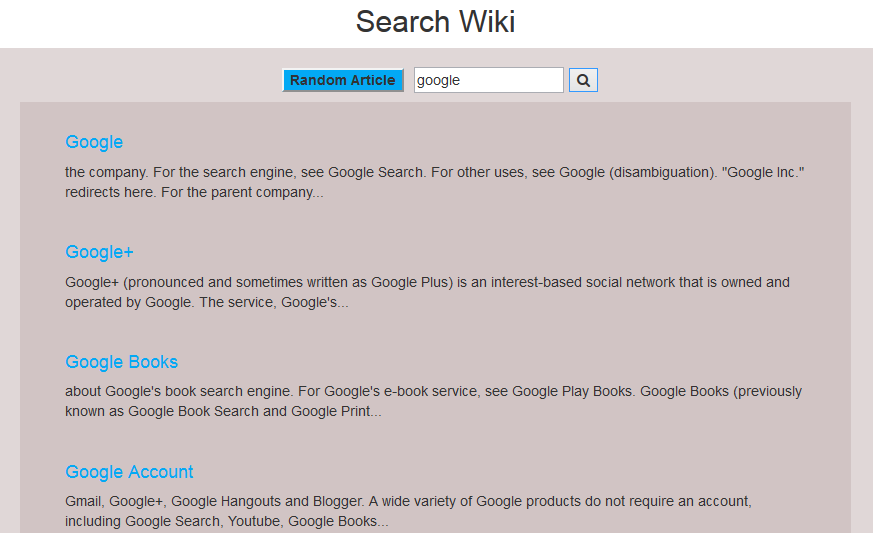 Search Wiki
Random Article google
Google
the company. For the search engine, see Google Search. For other uses, see Google (disambiguation). "Google Inc."
redirects here. For the parent company...
Google+
Google+ (pronounced and sometimes written as Google Plus) is an interest-based social network that is owned and
operated by Google. The service, Google's...
Google Books
about Google's book search engine. For Google's e-book service, see Google Play Books. Google Books (previously
known as Google Book Search and Google Print...
Google Account
Gmail, Google+, Google Hangouts and Blogger. A wide variety of Google products do not require an account,
including Google Search, Youtube, Google Books...